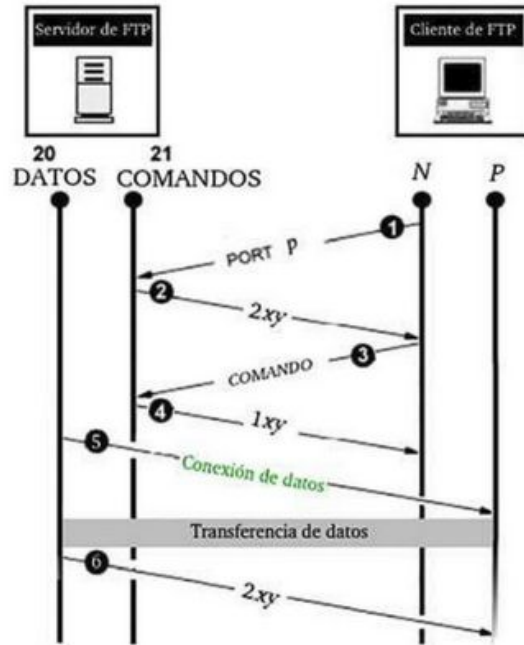 Servidor de FTP
Cliente de FTP
20
21
DATOS
COMANDOS
N
P
1
PORT p
2
2xy
3
COMANDO
4
1xy
5
Conexión de datos
Transferencia de datos
6
2xy